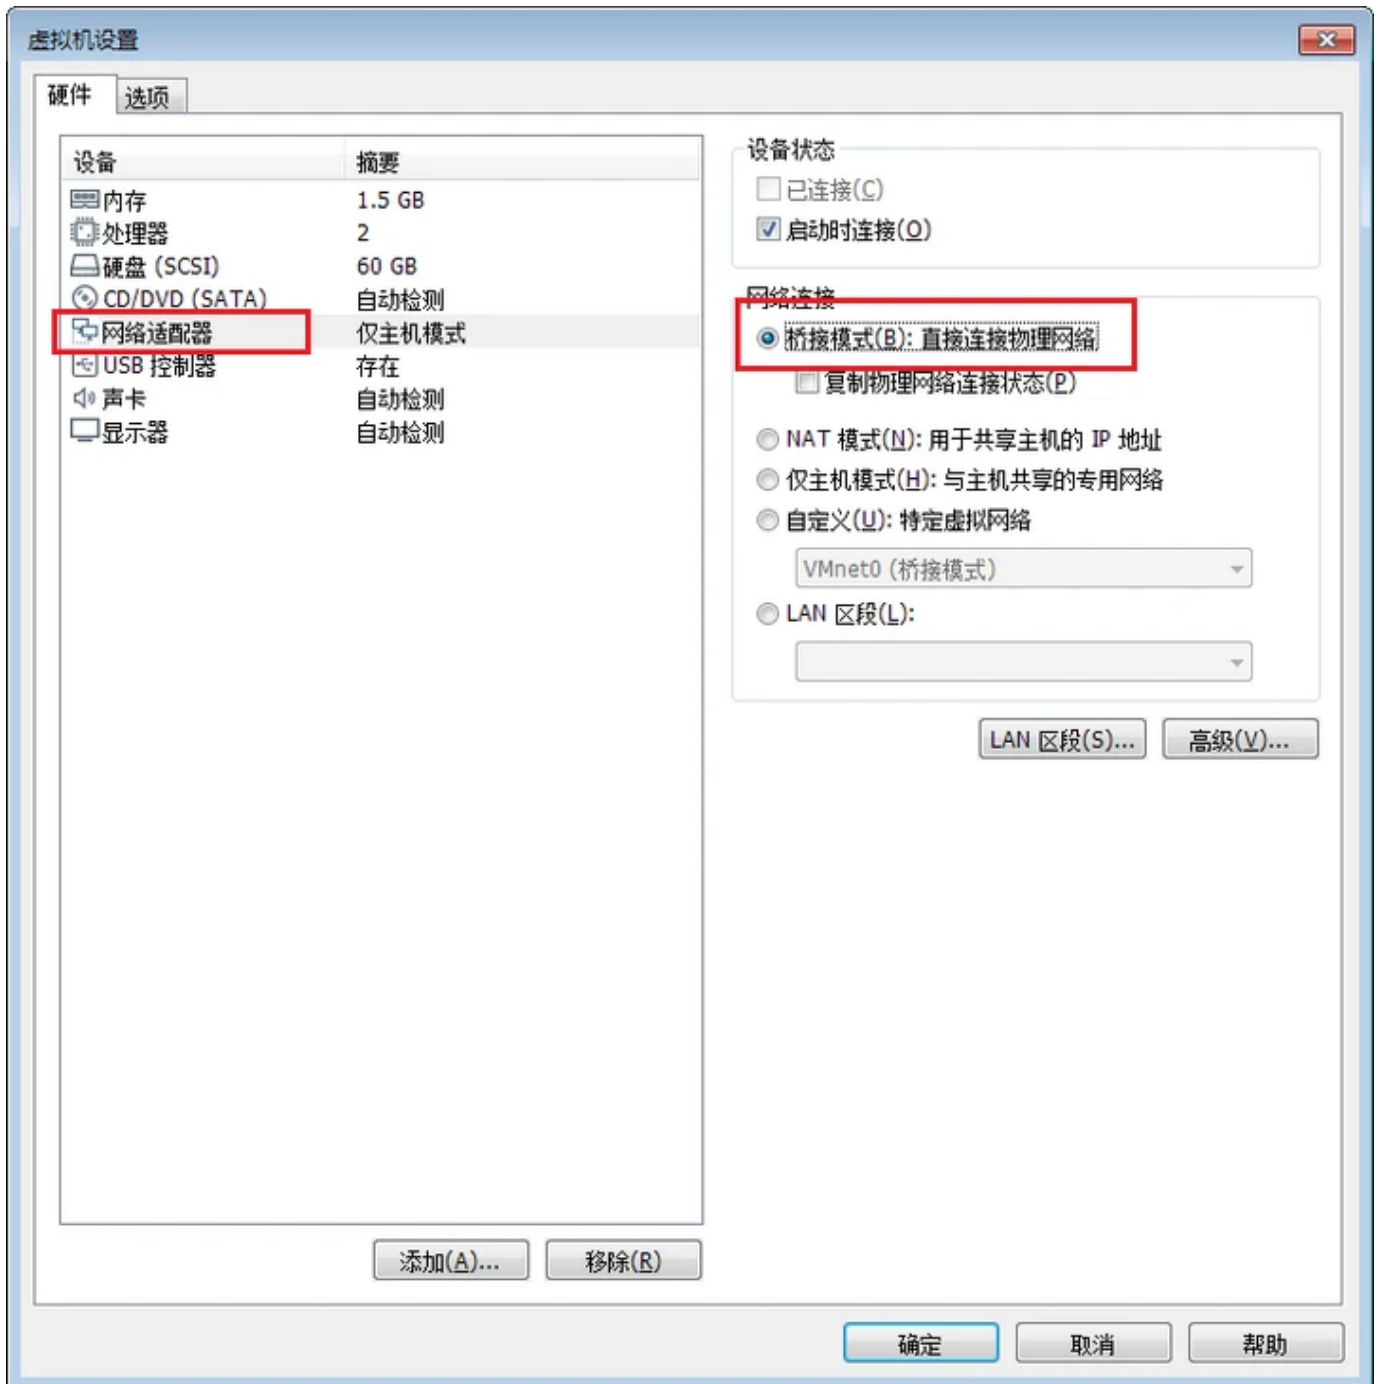 虚拟机设置
硬件 选项
设备 摘要
内存 1.5 GB
处理器 2
硬盘 (SCSI) 60 GB
CD/DVD (SATA) 自动检测
网络适配器 仅主机模式
USB 控制器 存在
声卡 自动检测
显示器 自动检测
添加(A)... 移除(R)
设备状态
已连接(C)
启动时连接(O)
网络连接
桥接模式(B): 直接连接物理网络
复制物理网络连接状态(P)
NAT 模式(N): 用于共享主机的 IP 地址
仅主机模式(H): 与主机共享的专用网络
自定义(U): 特定虚拟网络
VMnet0 (桥接模式)
LAN 区段(L):
LAN 区段(S)... 高级(V)...
确定 取消 帮助